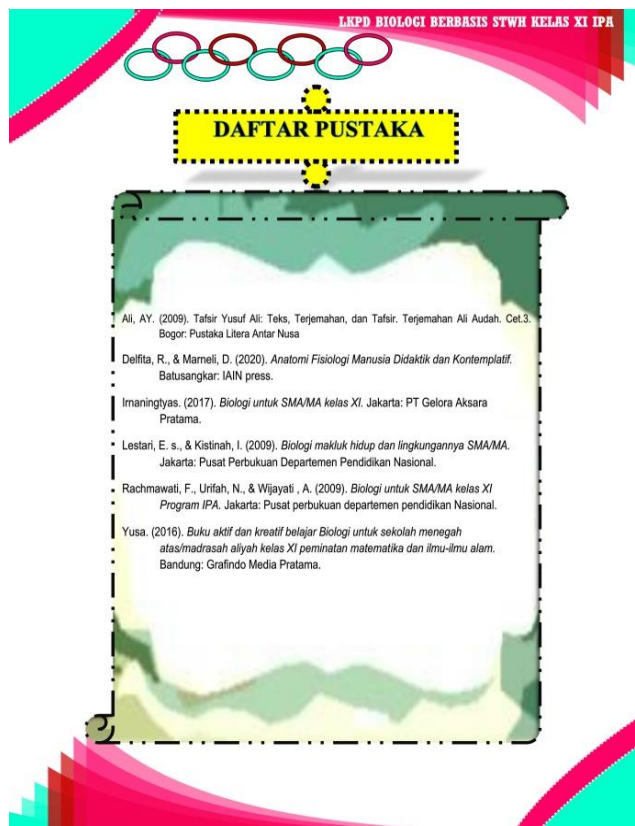 LKPD BIOLOGI BERBASIS STWH KELAS XI IPA
DAFTAR PUSTAKA
Ali, AY. (2009). Tafsir Yusuf Ali: Teks, Terjemahan, dan Tafsir. Terjemahan Ali Audah. Cet.3.
Bogor: Pustaka Litera Antar Nusa
Delfita, R., & Marneli, D. (2020). Anatomi Fisiologi Manusia Didaktik dan Kontemplatif.
Batusangkar: IAIN press.
Irnaningtyas. (2017). Biologi untuk SMA/MA kelas XI. Jakarta: PT Gelora Aksara
Pratama.
Lestari, E. s., & Kistinah, I. (2009). Biologi makluk hidup dan lingkungannya SMA/MA.
Jakarta: Pusat Perbukuan Departemen Pendidikan Nasional.
Rachmawati, F., Urifah, N., & Wijayati , A. (2009). Biologi untuk SMA/MA kelas XI
Program IPA. Jakarta: Pusat perbukuan departemen pendidikan Nasional.
Yusa. (2016). Buku aktif dan kreatif belajar Biologi untuk sekolah menegah
atas/madrasah aliyah kelas XI peminatan matematika dan ilmu-ilmu alam.
Bandung: Grafindo Media Pratama.